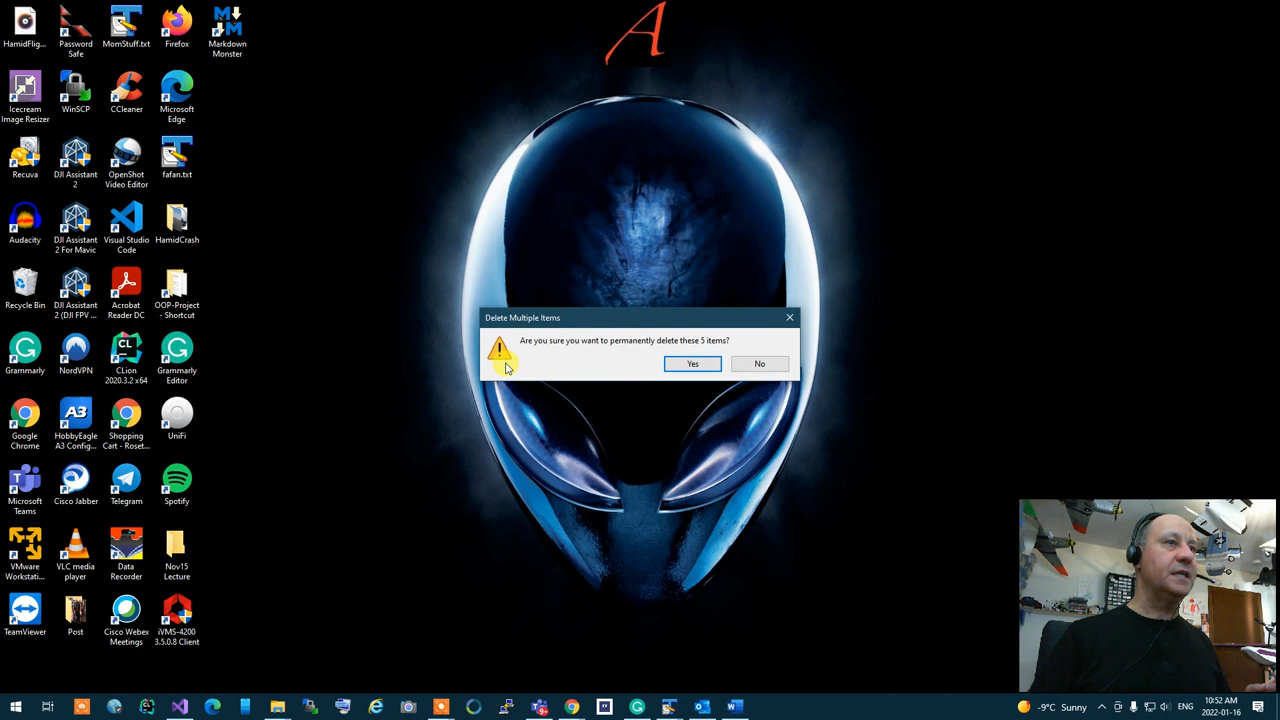 A
HamidFlig...
Password Safe
MomStuff.txt
Firefox
Markdown Monster
Icecream Image Resizer
WinSCP
CCleaner
Microsoft Edge
Recuva
DJI Assistant 2
OpenShot Video Editor
fafan.txt
Audacity
DJI Assistant 2 For Mavic
Visual Studio Code
HamidCrash
Recycle Bin
DJI Assistant 2 (DJI FPV ...
Acrobat Reader DC
OOP-Project - Shortcut
Grammarly
NordVPN
CLion 2020.3.2 x64
Grammarly Editor
Google Chrome
HobbyEagle A3 Config...
Shopping Cart - Roset...
UniFi
Microsoft Teams
Cisco Jabber
Telegram
Spotify
VMware Workstati...
VLC media player
Data Recorder
Nov15 Lecture
TeamViewer
Post
Cisco Webex Meetings
iVMS-4200 3.5.0.8 Client
Delete Multiple Items
Are you sure you want to permanently delete these 5 items?
Yes
No
-9°C Sunny
ENG
10:52 AM
2022-01-16